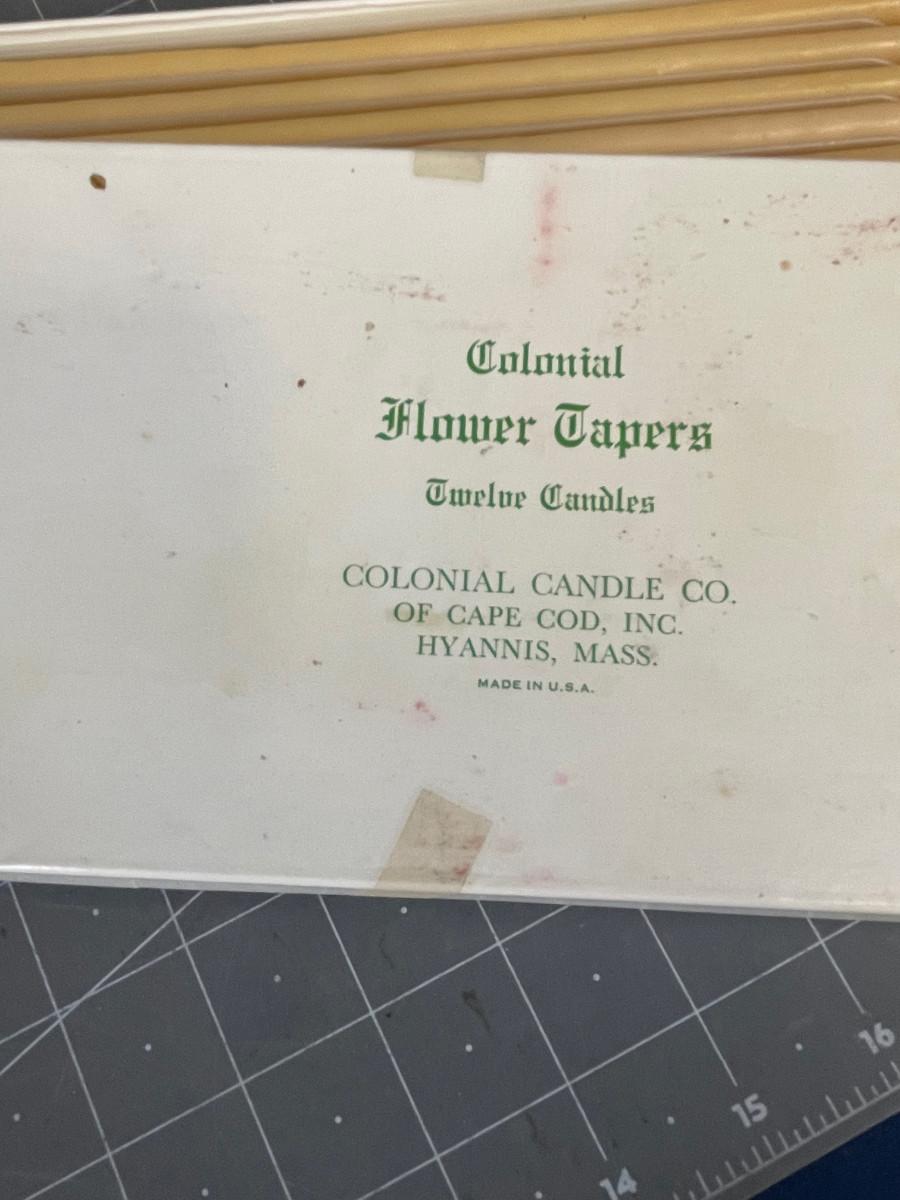 Colonial
Flower Tapers
Twelve Candles
COLONIAL CANDLE CO.
OF CAPE COD, INC.
HYANNIS, MASS.
MADE IN U.S.A.
16
15
14